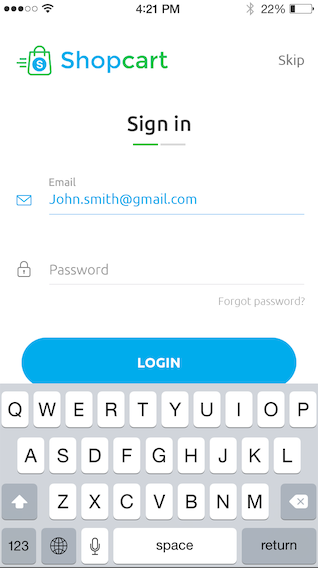 4:21 PM 22%
S Shopcart Skip
Sign in
Email
John.smith@gmail.com
Password
Forgot password?
LOGIN
Q W E R T Y U I O P
A S D F G H J K L
Z X C V B N M
123 space return